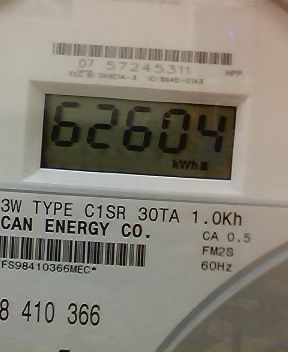 07 57245311
HPP
62604
kWh
3W TYPE C1SR 30TA 1.0Kh
CAN ENERGY CO.
CA 0.5
FM2S
60Hz
FS98410366MEC*
8 410 366